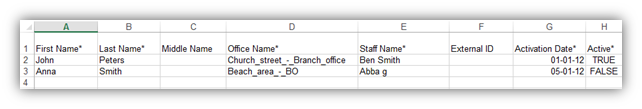 A B C D E F G H
1 First Name* Last Name* Middle Name Office Name* Staff Name* External ID Activation Date* Active*
2 John Peters Church_street_-_Branch_office Ben Smith 01-01-12 TRUE
3 Anna Smith Beach_area_-_BO Abba g 05-01-12 FALSE
4